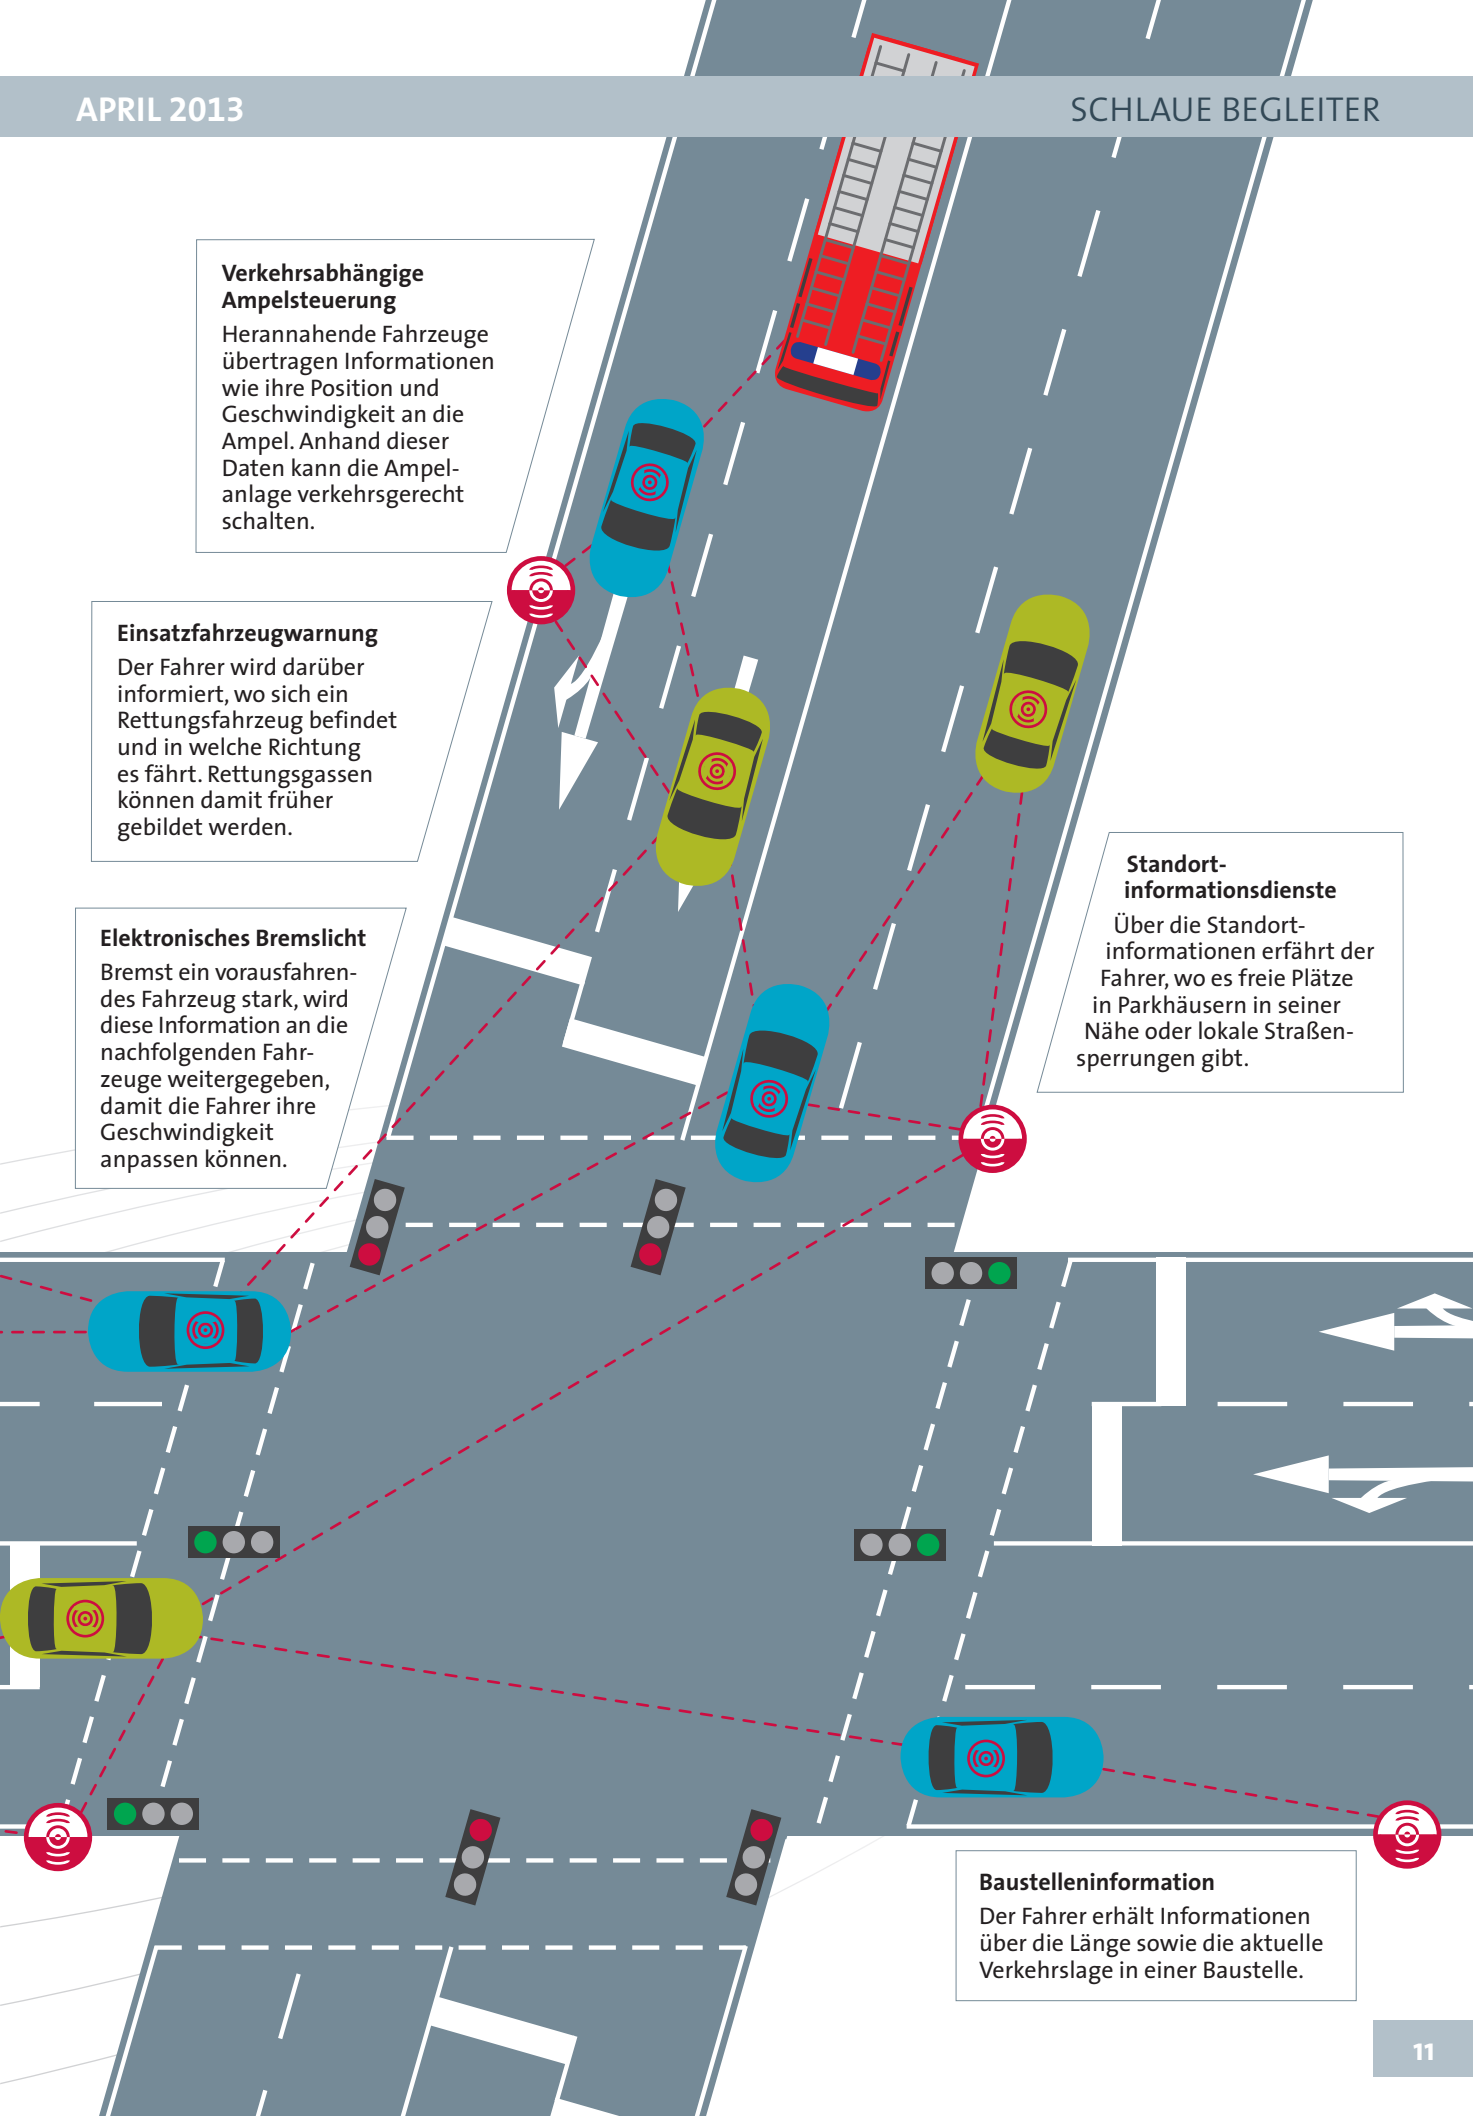 APRIL 2013
SCHLAUE BEGLEITER
Verkehrsabhängige
Ampelsteuerung
Herannahende Fahrzeuge
übertragen Informationen
wie ihre Position und
Geschwindigkeit an die
Ampel. Anhand dieser
Daten kann die Ampel-
anlage verkehrsgerecht
schalten.
Einsatzfahrzeugwarnung
Der Fahrer wird darüber
informiert, wo sich ein
Rettungsfahrzeug befindet
und in welche Richtung
es fährt. Rettungsgassen
können damit früher
gebildet werden.
Elektronisches Bremslicht
Bremst ein vorausfahren-
des Fahrzeug stark, wird
diese Information an die
nachfolgenden Fahr-
zeuge weitergegeben,
damit die Fahrer ihre
Geschwindigkeit
anpassen können.
Standort-
informationsdienste
Über die Standort-
informationen erfährt der
Fahrer, wo es freie Plätze
in Parkhäusern in seiner
Nähe oder lokale Straßen-
sperrungen gibt.
Baustelleninformation
Der Fahrer erhält Informationen
über die Länge sowie die aktuelle
Verkehrslage in einer Baustelle.
11